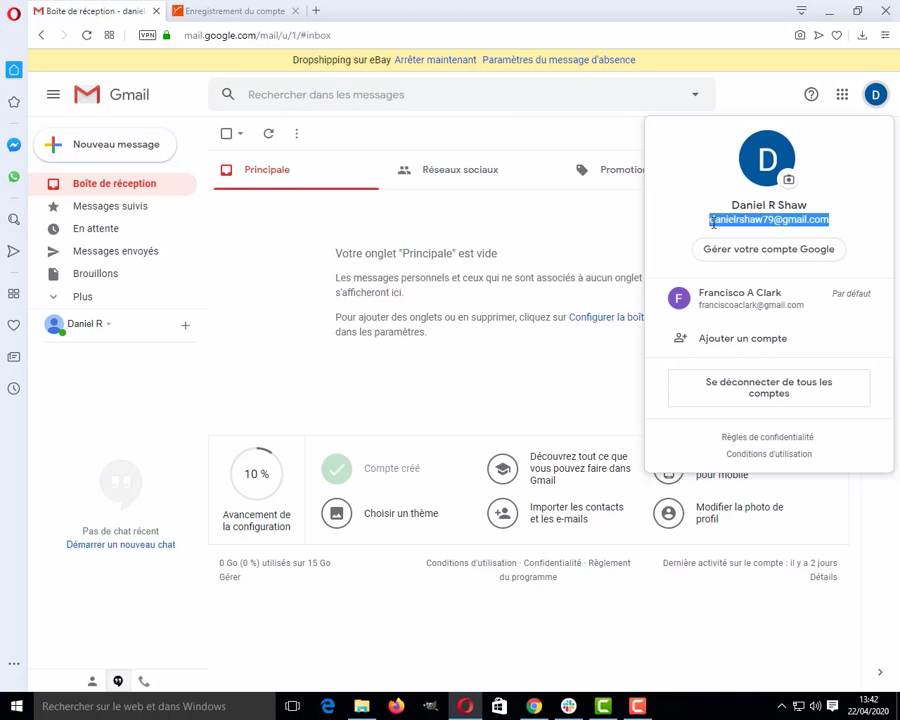 Boîte de réception - daniel
Enregistrement du compte
VPN
mail.google.com/mail/u/1/#inbox
Dropshipping sur eBay Arrêter maintenant Paramètres du message d'absence
Gmail
Rechercher dans les messages
D
Nouveau message
Boîte de réception
Messages suivis
En attente
Messages envoyés
Brouillons
Plus
Daniel R
Pas de chat récent
Démarrer un nouveau chat
Principale
Réseaux sociaux
Votre onglet "Principale" est vide
Les messages personnels et ceux qui ne sont associés à aucun onglet
s'afficheront ici.
Pour ajouter des onglets ou en supprimer, cliquez sur Configurer la boît
dans les paramètres.
D
Daniel R Shaw
danielrshaw79@gmail.com
Gérer votre compte Google
F
Francisco A Clark
Par défaut
franciscoaclark@gmail.com
Ajouter un compte
Se déconnecter de tous les
comptes
Règles de confidentialité
Conditions d'utilisation
10 %
Avancement de
la configuration
Compte créé
Découvrez tout ce que
vous pouvez faire dans
Gmail
pour mobile
Choisir un thème
Importer les contacts
et les e-mails
Modifier la photo de
profil
0 Go (0 %) utilisés sur 15 Go
Gérer
Conditions d'utilisation · Confidentialité · Règlement
du programme
Dernière activité sur le compte : il y a 2 jours
Détails
Rechercher sur le web et dans Windows
13:42
22/04/2020